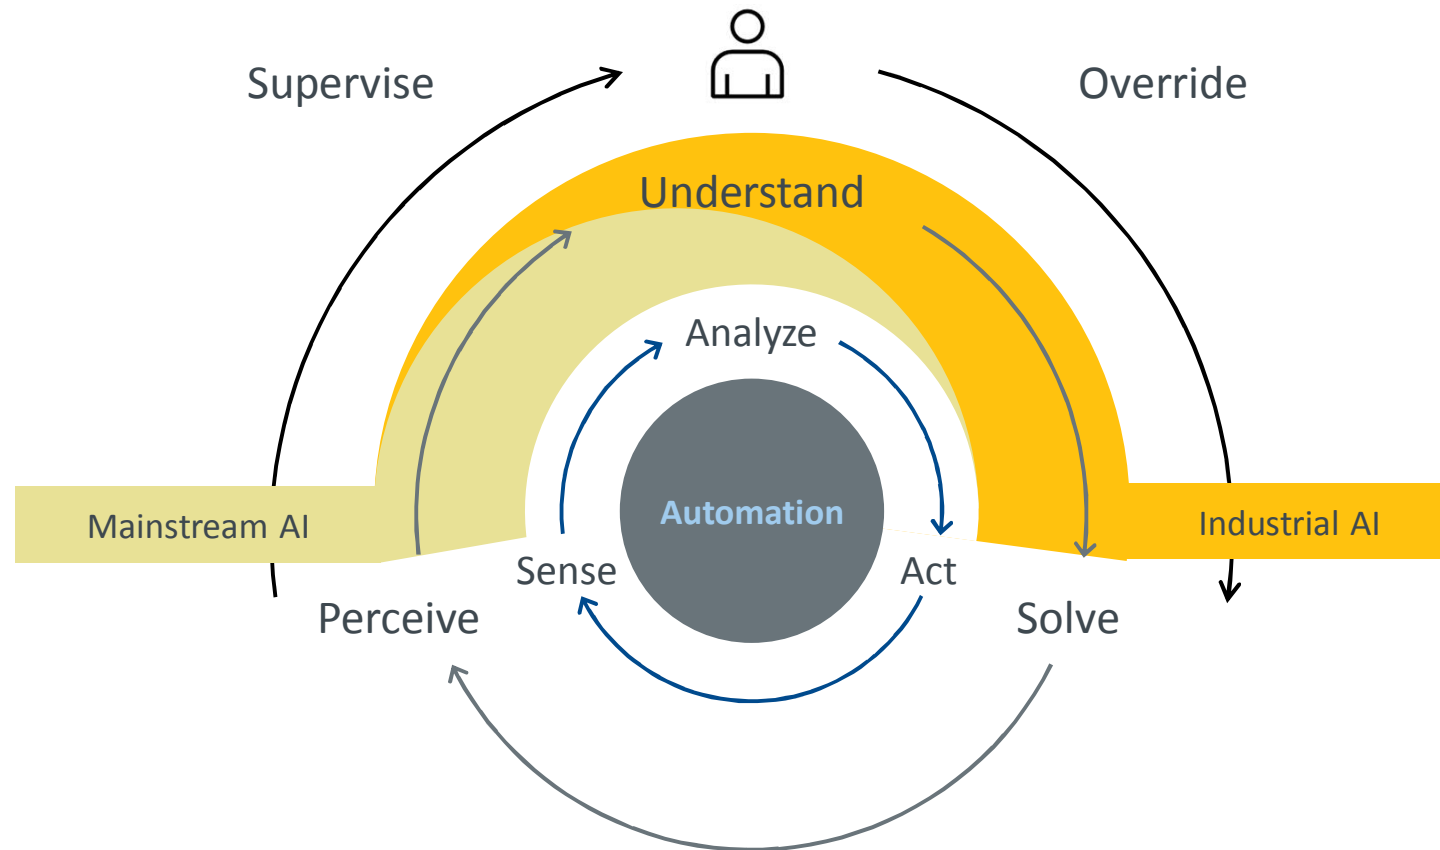 Supervise
Override
Understand
Analyze
Automation
Mainstream AI
Industrial AI
Sense
Act
Perceive
Solve